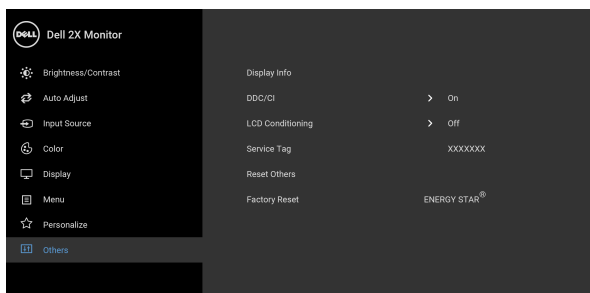 DELL Dell 2X Monitor
Brightness/Contrast
Auto Adjust
Input Source
Color
Display
Menu
Personalize
Others
Display Info
DDC/CI > On
LCD Conditioning > Off
Service Tag XXXXXXX
Reset Others
Factory Reset ENERGY STAR®